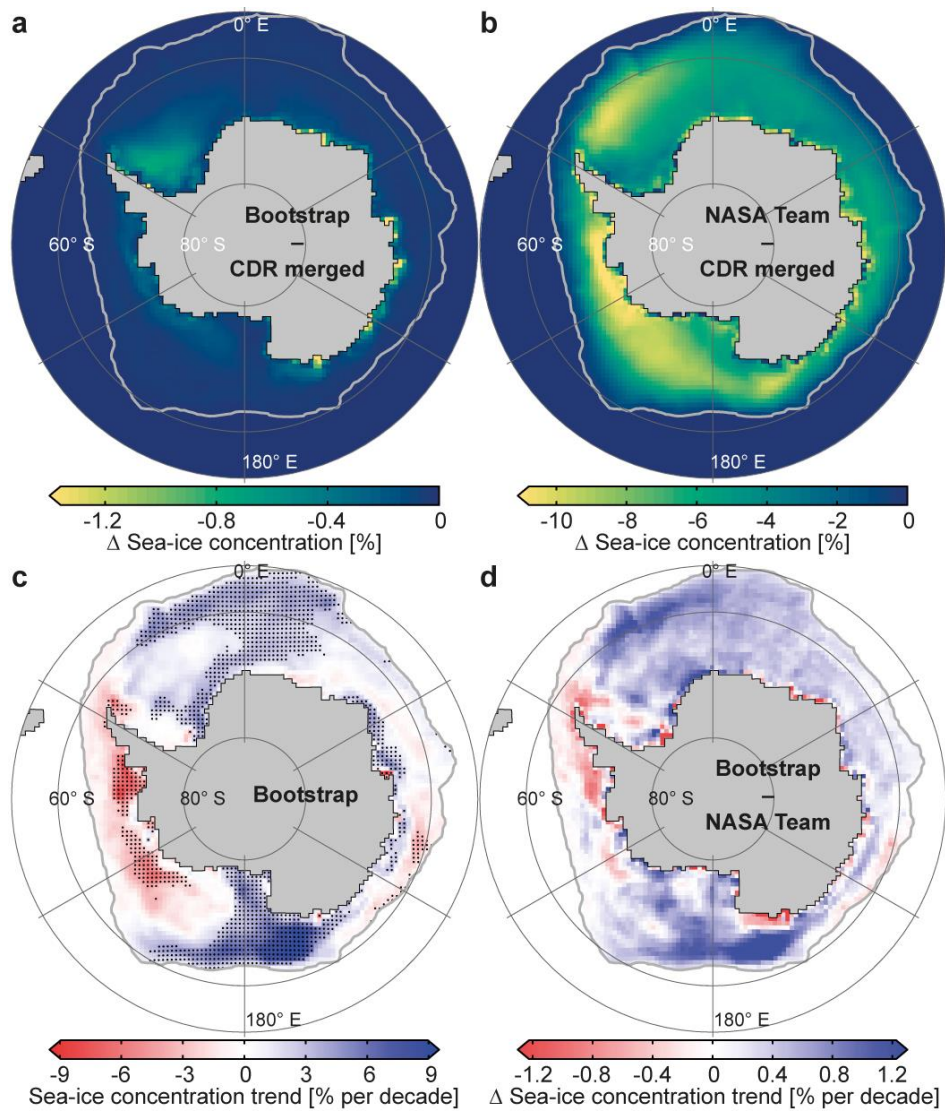 a
0° E
60° S
80° S
Bootstrap
–
CDR merged
180° E
-1.2
-0.8
-0.4
0
Δ Sea-ice concentration [%]
b
0° E
60° S
80° S
NASA Team
–
CDR merged
180° E
-10
-8
-6
-4
-2
0
Δ Sea-ice concentration [%]
c
0° E
60° S
80° S
Bootstrap
180° E
-9
-6
-3
0
3
6
9
Sea-ice concentration trend [% per decade]
d
0° E
60° S
80° S
Bootstrap
–
NASA Team
180° E
-1.2
-0.8
-0.4
0
0.4
0.8
1.2
Δ Sea-ice concentration trend [% per decade]